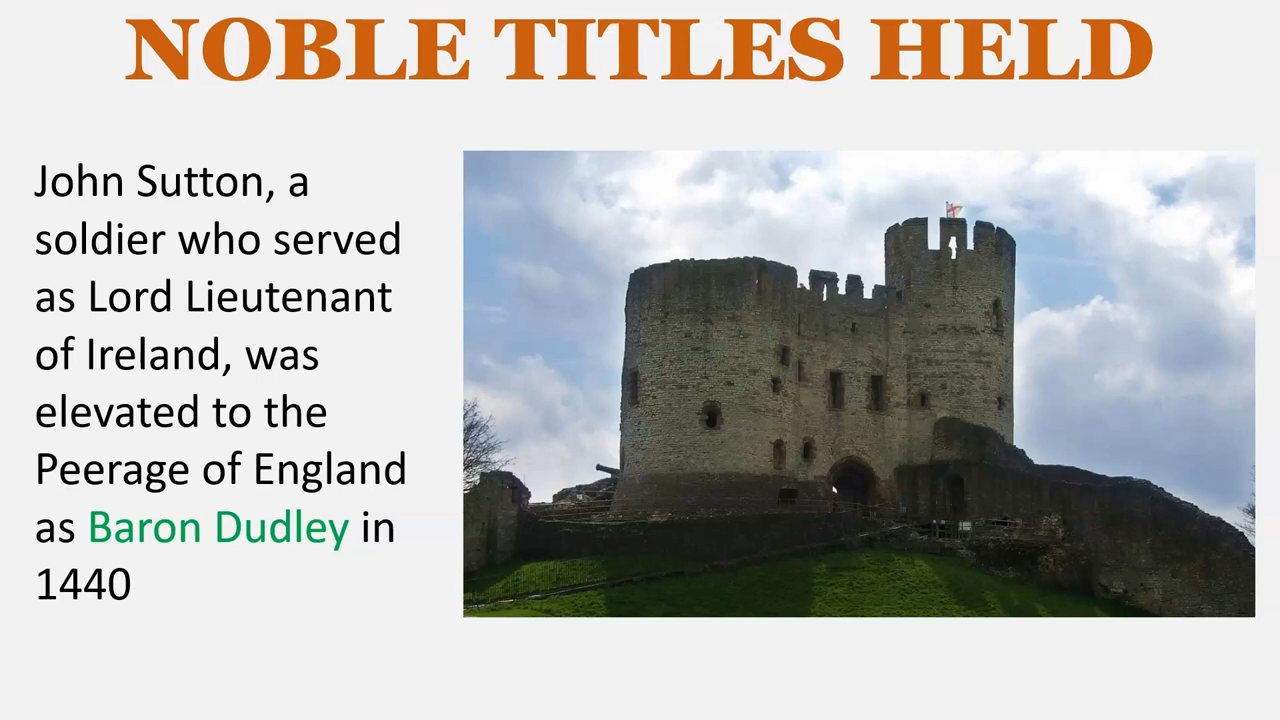 NOBLE TITLES HELD
John Sutton, a
soldier who served
as Lord Lieutenant
of Ireland, was
elevated to the
Peerage of England
as Baron Dudley in
1440